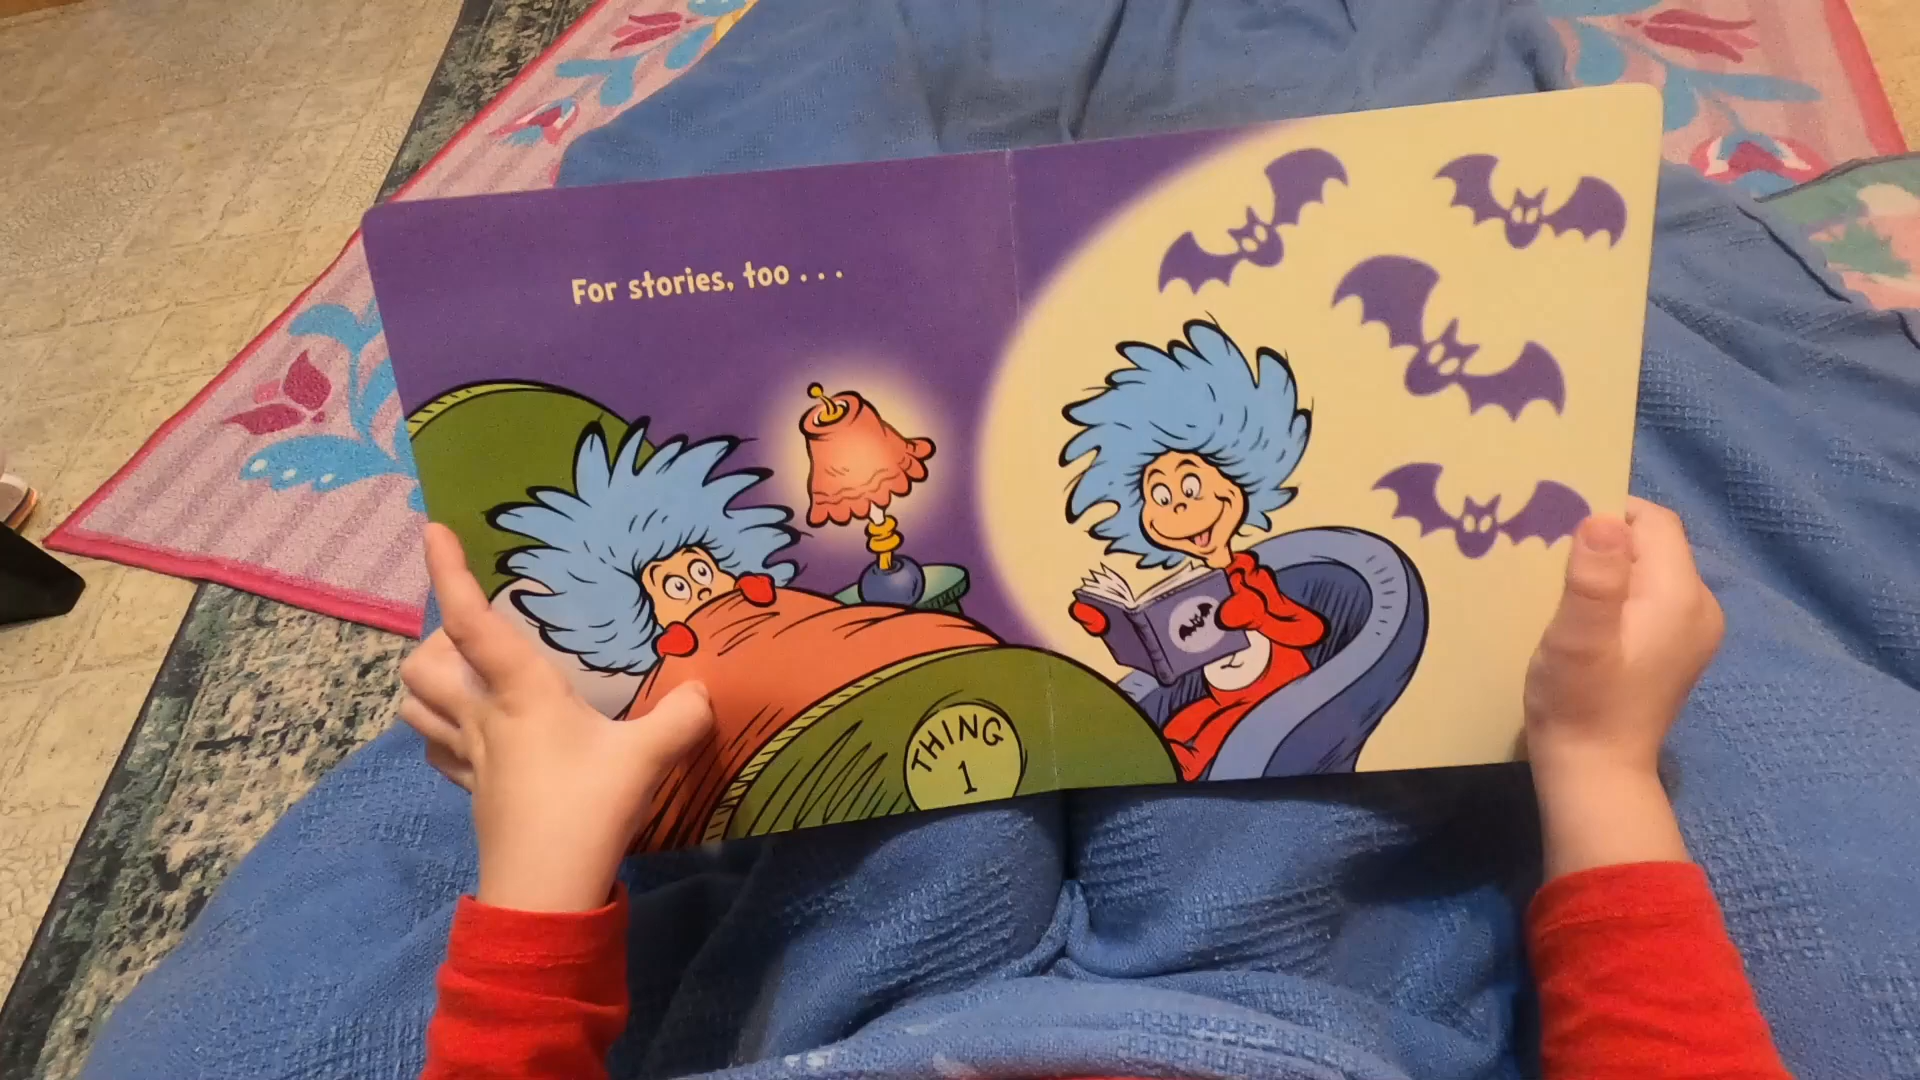 For stories, too . . .
THING
1